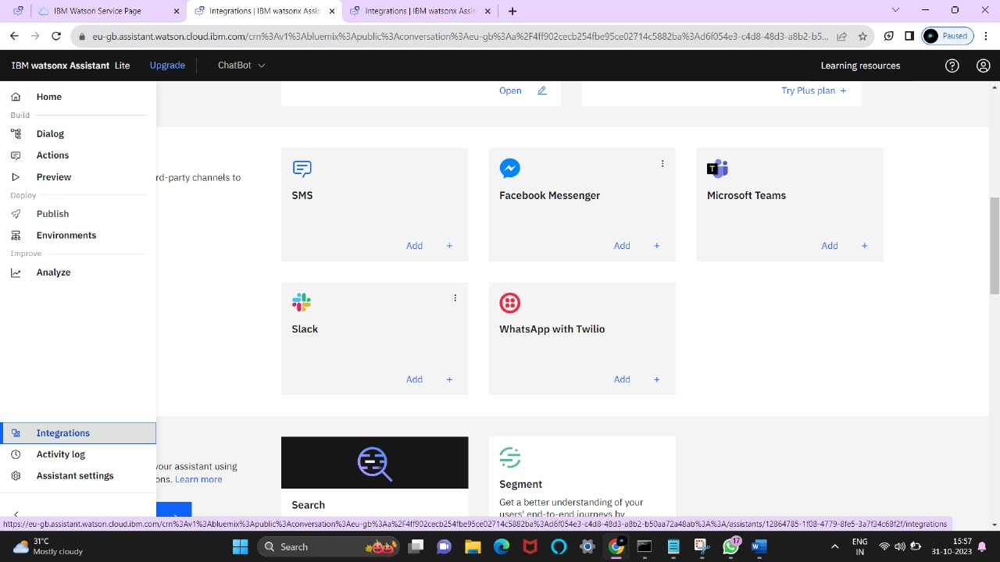 IBM Watson Service Page
Integrations | IBM watsonx Assis
Integrations | IBM watsonx Assis
eu-gb.assistant.watson.cloud.ibm.com/crn%3Av1%3Abluemix%3Apublic%3Aconversation%3Aeu-gb%3Aa%2F4ff902cecb254fbe95ce02714c5882ba%3Ad6f054e3-c4d8-48d3-a8b2-b5...
Paused
IBM watsonx Assistant Lite
Upgrade
ChatBot
Learning resources
Home
Build
Dialog
Actions
Preview
Deploy
Publish
Environments
Improve
Analyze
Integrations
Activity log
Assistant settings
Open
Try Plus plan +
rd-party channels to
SMS
Add +
Facebook Messenger
Add +
Microsoft Teams
Add +
Slack
Add +
WhatsApp with Twilio
Add +
your assistant using
ons. Learn more
Search
Segment
Get a better understanding of your
users' end-to-end journeys by
https://eu-gb.assistant.watson.cloud.ibm.com/crn%3Av1%3Abluemix%3Apublic%3Aconversation%3Aeu-gb%3Aa%2F4ff902cecb254fbe95ce02714c5882ba%3Ad6f054e3-c4d8-48d3-a8b2-b50aa72a48ab%3A%3A/assistants/12864785-1f08-4779-8fe5-3a7f34c68f2f/integrations
31°C
Mostly cloudy
Search
17
ENG
IN
15:57
31-10-2023